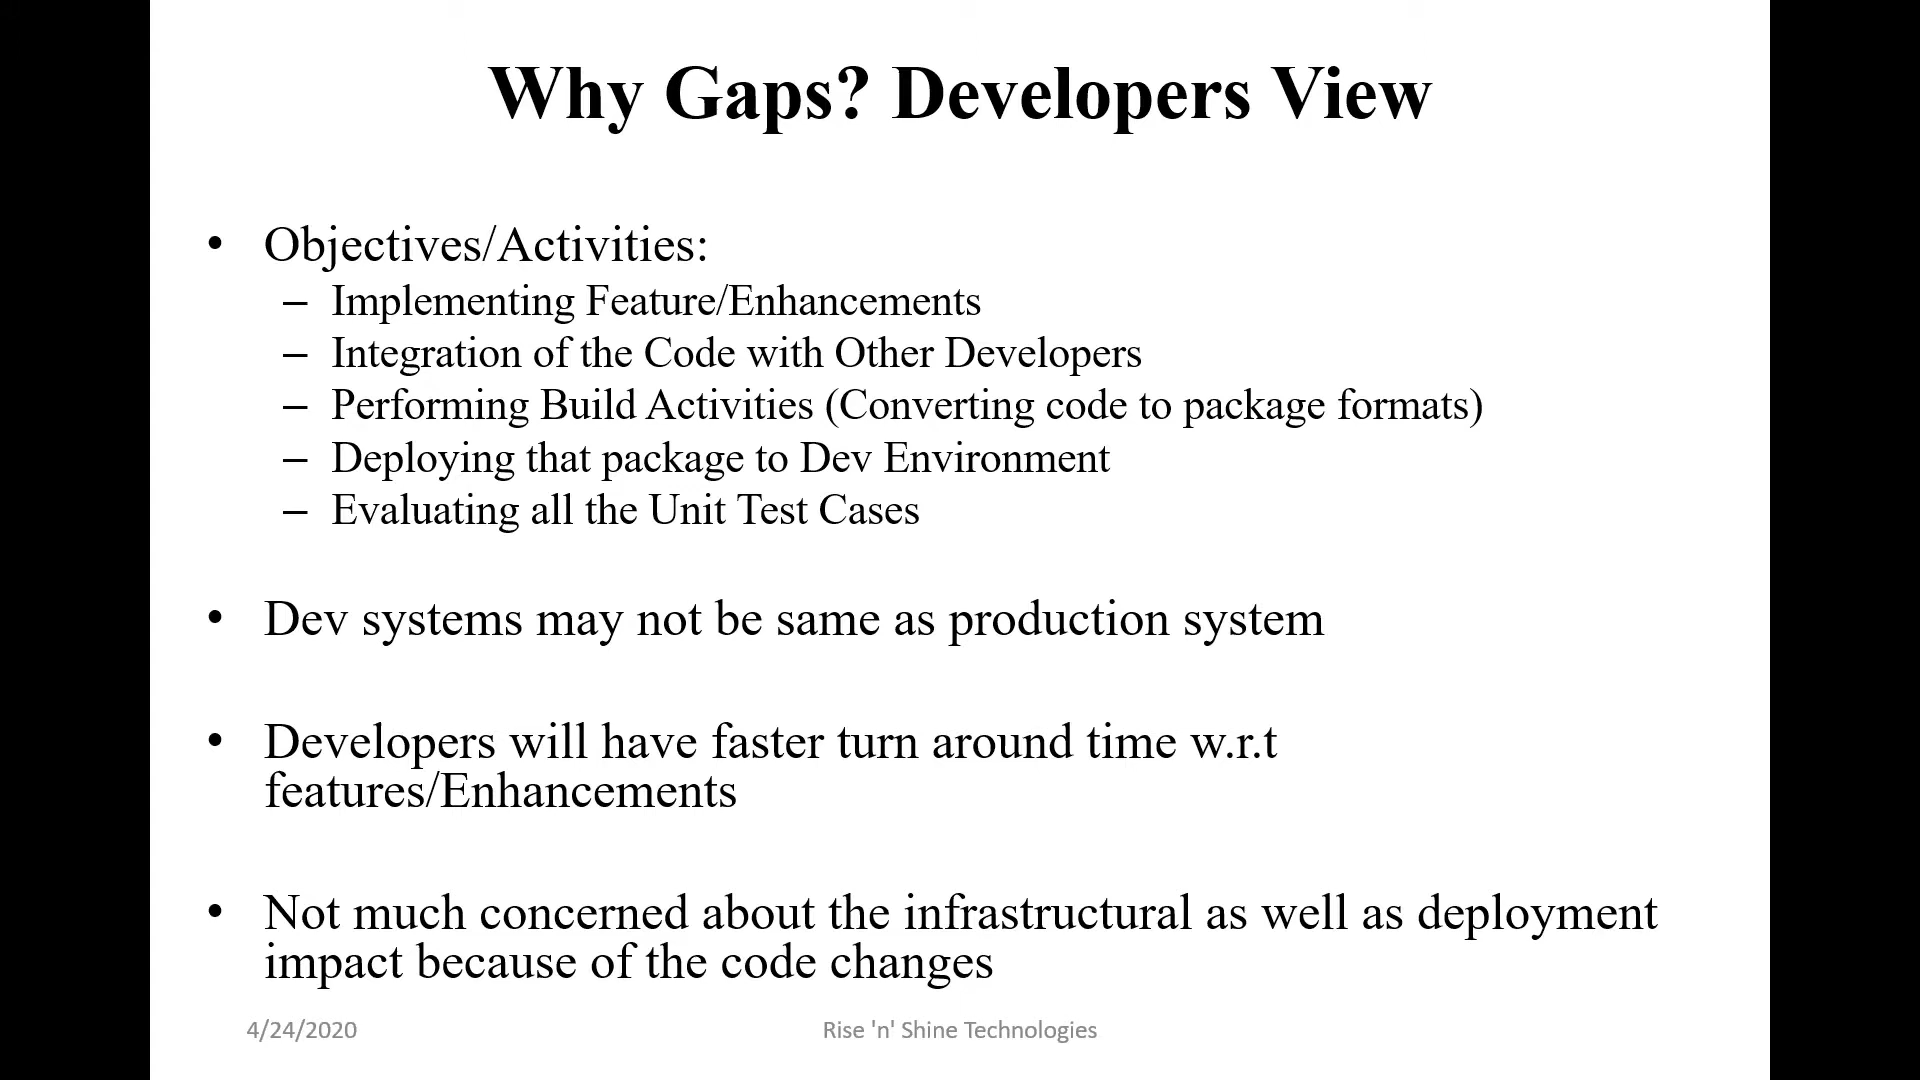 Why Gaps? Developers View
• Objectives/Activities:
– Implementing Feature/Enhancements
– Integration of the Code with Other Developers
– Performing Build Activities (Converting code to package formats)
– Deploying that package to Dev Environment
– Evaluating all the Unit Test Cases
• Dev systems may not be same as production system
• Developers will have faster turn around time w.r.t
features/Enhancements
• Not much concerned about the infrastructural as well as deployment
impact because of the code changes
4/24/2020
Rise 'n' Shine Technologies